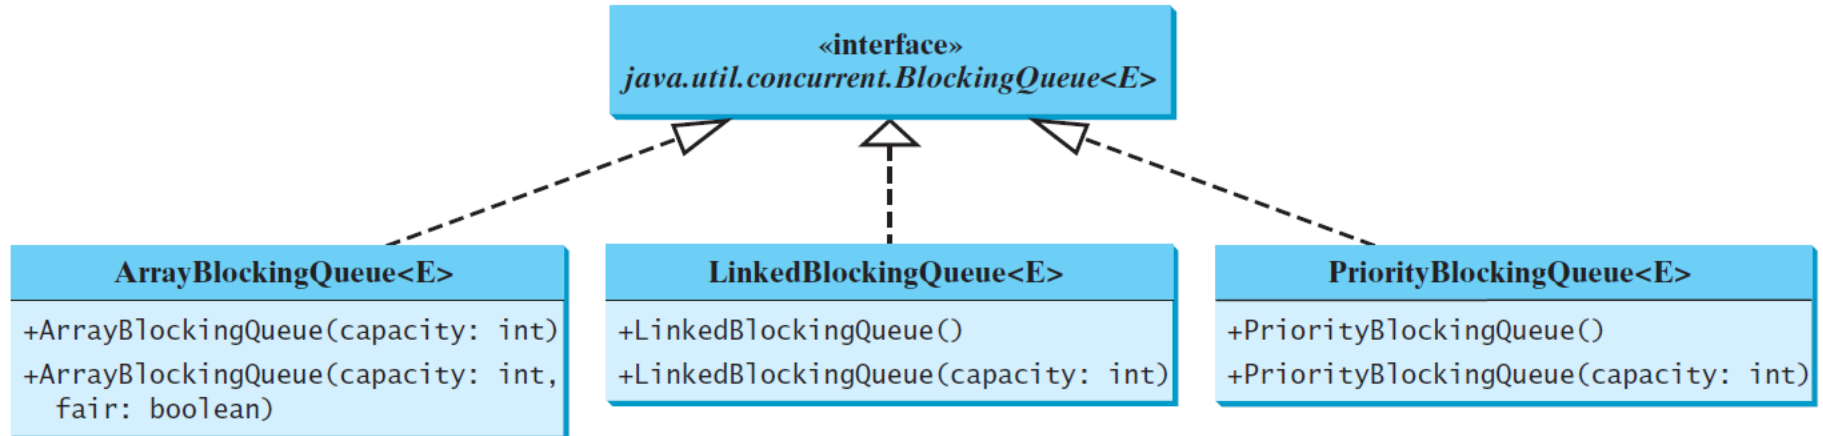 «interface»
java.util.concurrent.BlockingQueue<E>
ArrayBlockingQueue<E>
+ArrayBlockingQueue(capacity: int)
+ArrayBlockingQueue(capacity: int,
fair: boolean)
LinkedBlockingQueue<E>
+LinkedBlockingQueue()
+LinkedBlockingQueue(capacity: int)
PriorityBlockingQueue<E>
+PriorityBlockingQueue()
+PriorityBlockingQueue(capacity: int)